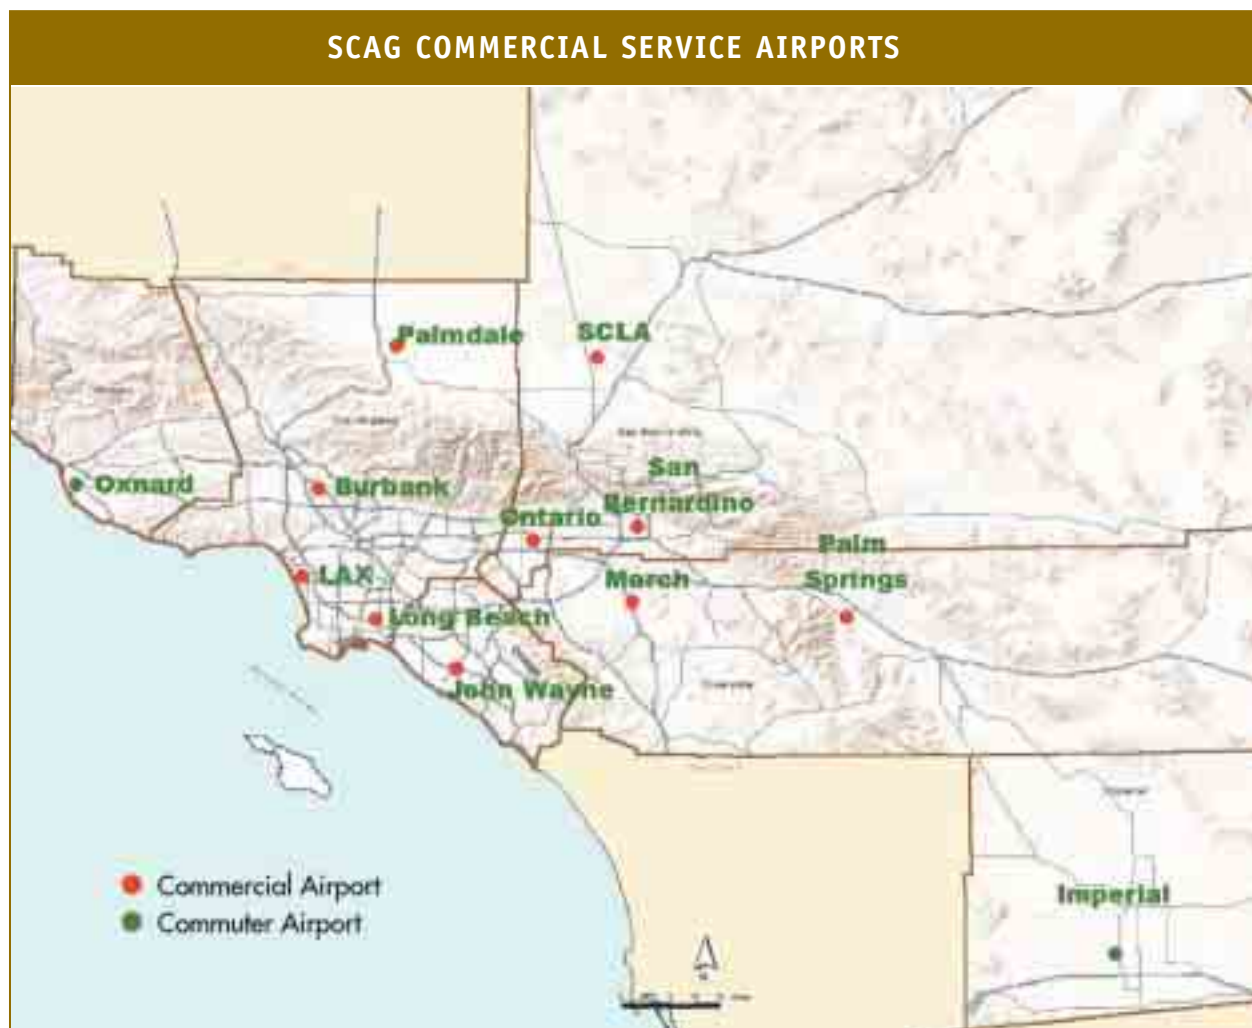 SCAG COMMERCIAL SERVICE AIRPORTS
Palmdale
SCLA
San
Bernardino
Oxnard
Burbank
Ontario
Palm
Springs
LAX
March
Long Beach
John Wayne
Imperial
Commercial Airport
Commuter Airport